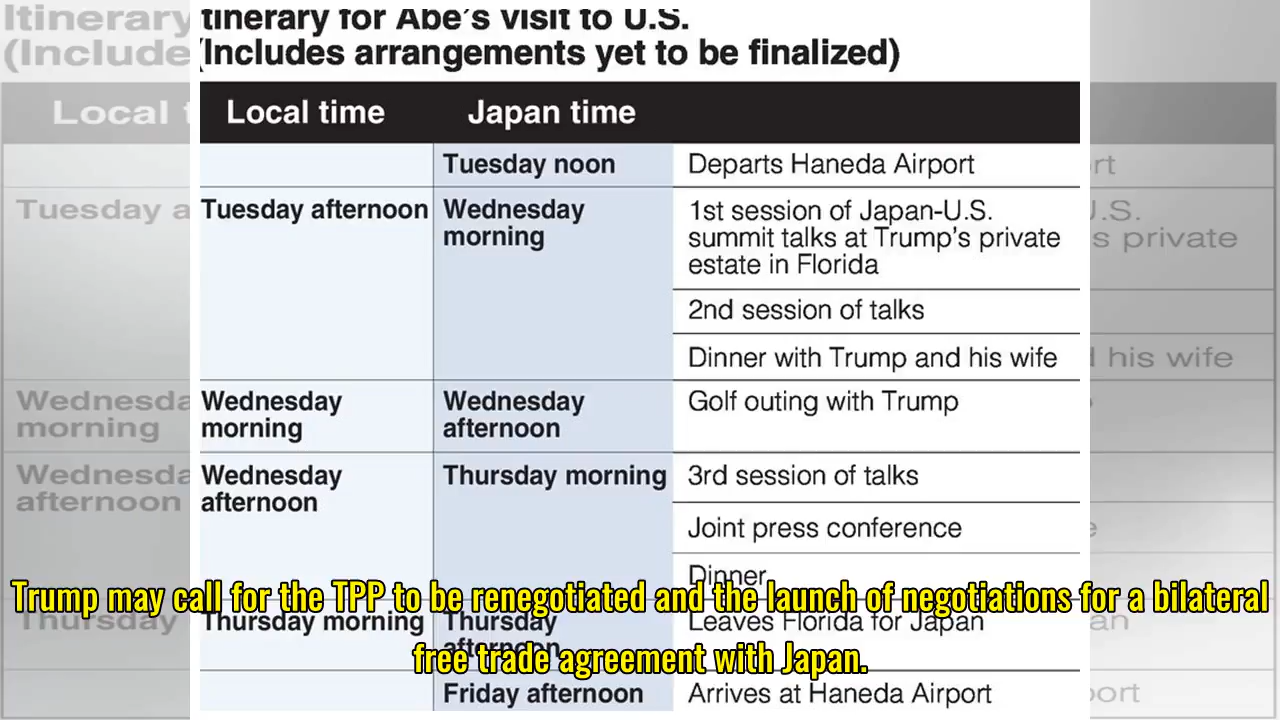 tinerary for Abe's visit to U.S.
(Includes arrangements yet to be finalized)
Local time Japan time
Tuesday noon Departs Haneda Airport
Tuesday afternoon Wednesday morning 1st session of Japan-U.S.
summit talks at Trump's private
estate in Florida
2nd session of talks
Dinner with Trump and his wife
Wednesday morning Wednesday afternoon Golf outing with Trump
Wednesday afternoon Thursday morning 3rd session of talks
Joint press conference
Dinner
Thursday morning Thursday afternoon Leaves Florida for Japan
Friday afternoon Arrives at Haneda Airport
Trump may call for the TPP to be renegotiated and the launch of negotiations for a bilateral
free trade agreement with Japan.